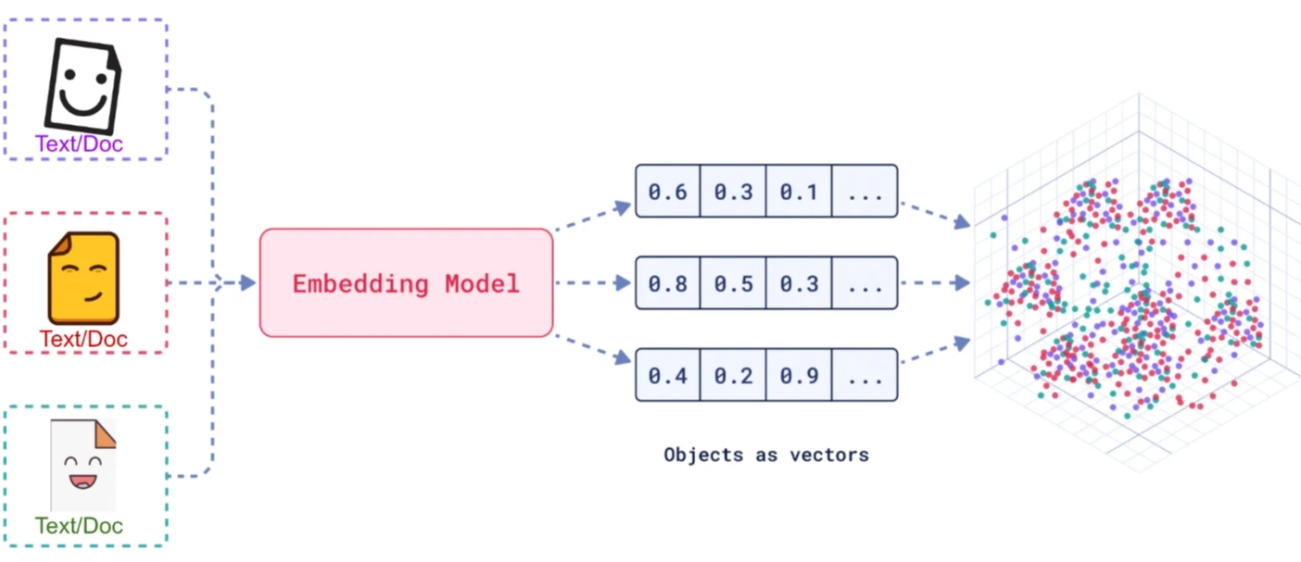 Text/Doc
Text/Doc
Text/Doc
Embedding Model
0.6 0.3 0.1 ...
0.8 0.5 0.3 ...
0.4 0.2 0.9 ...
Objects as vectors